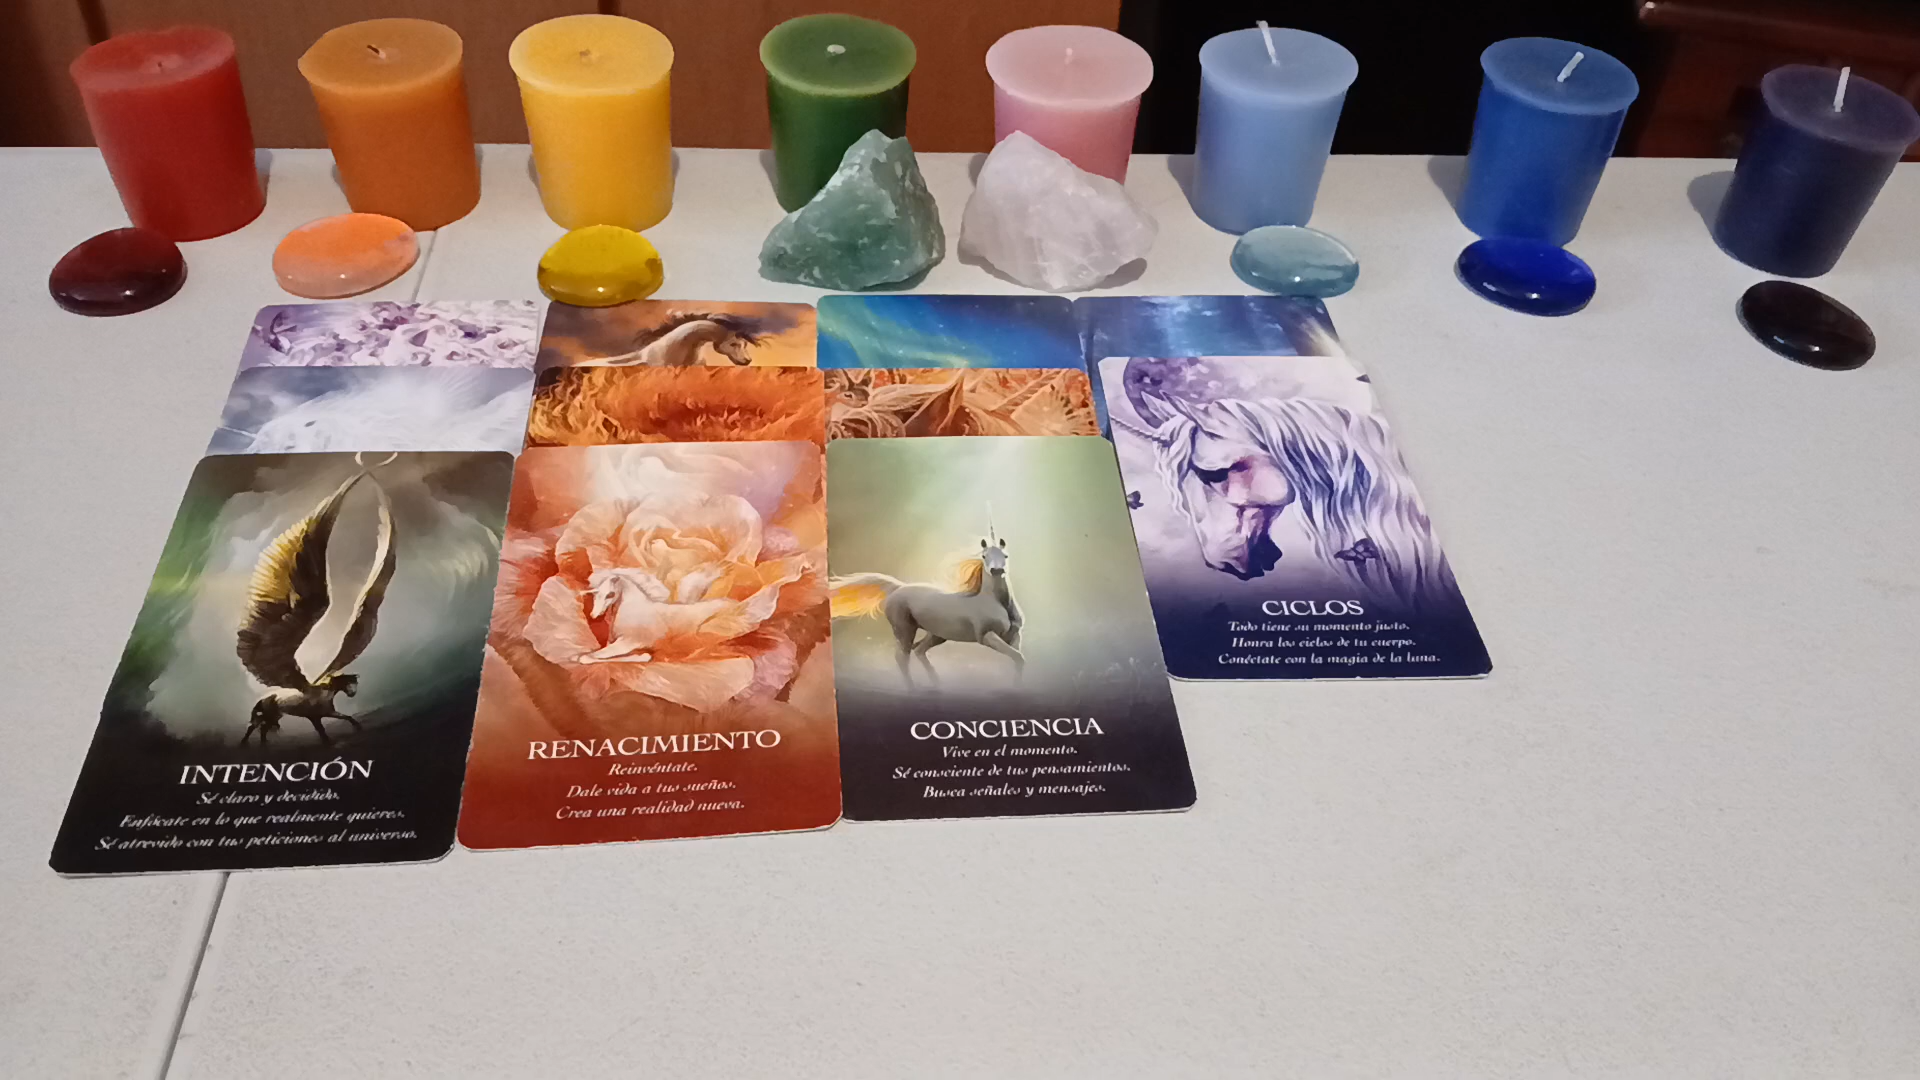 INTENCIÓN
Sé claro y decidido.
Enfócate en lo que realmente quieres.
Sé atrevido con tus peticiones al universo.
RENACIMIENTO
Reinvéntate.
Dale vida a tus sueños.
Crea una realidad nueva.
CONCIENCIA
Vive en el momento.
Sé consciente de tus pensamientos.
Busca señales y mensajes.
CICLOS
Todo tiene su momento justo.
Honra los ciclos de tu cuerpo.
Conéctate con la magia de la luna.